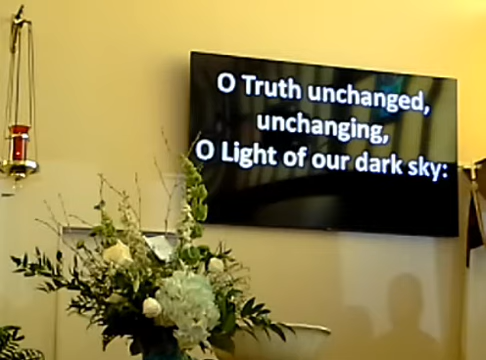 O Truth unchanged,
unchanging,
O Light of our dark sky: